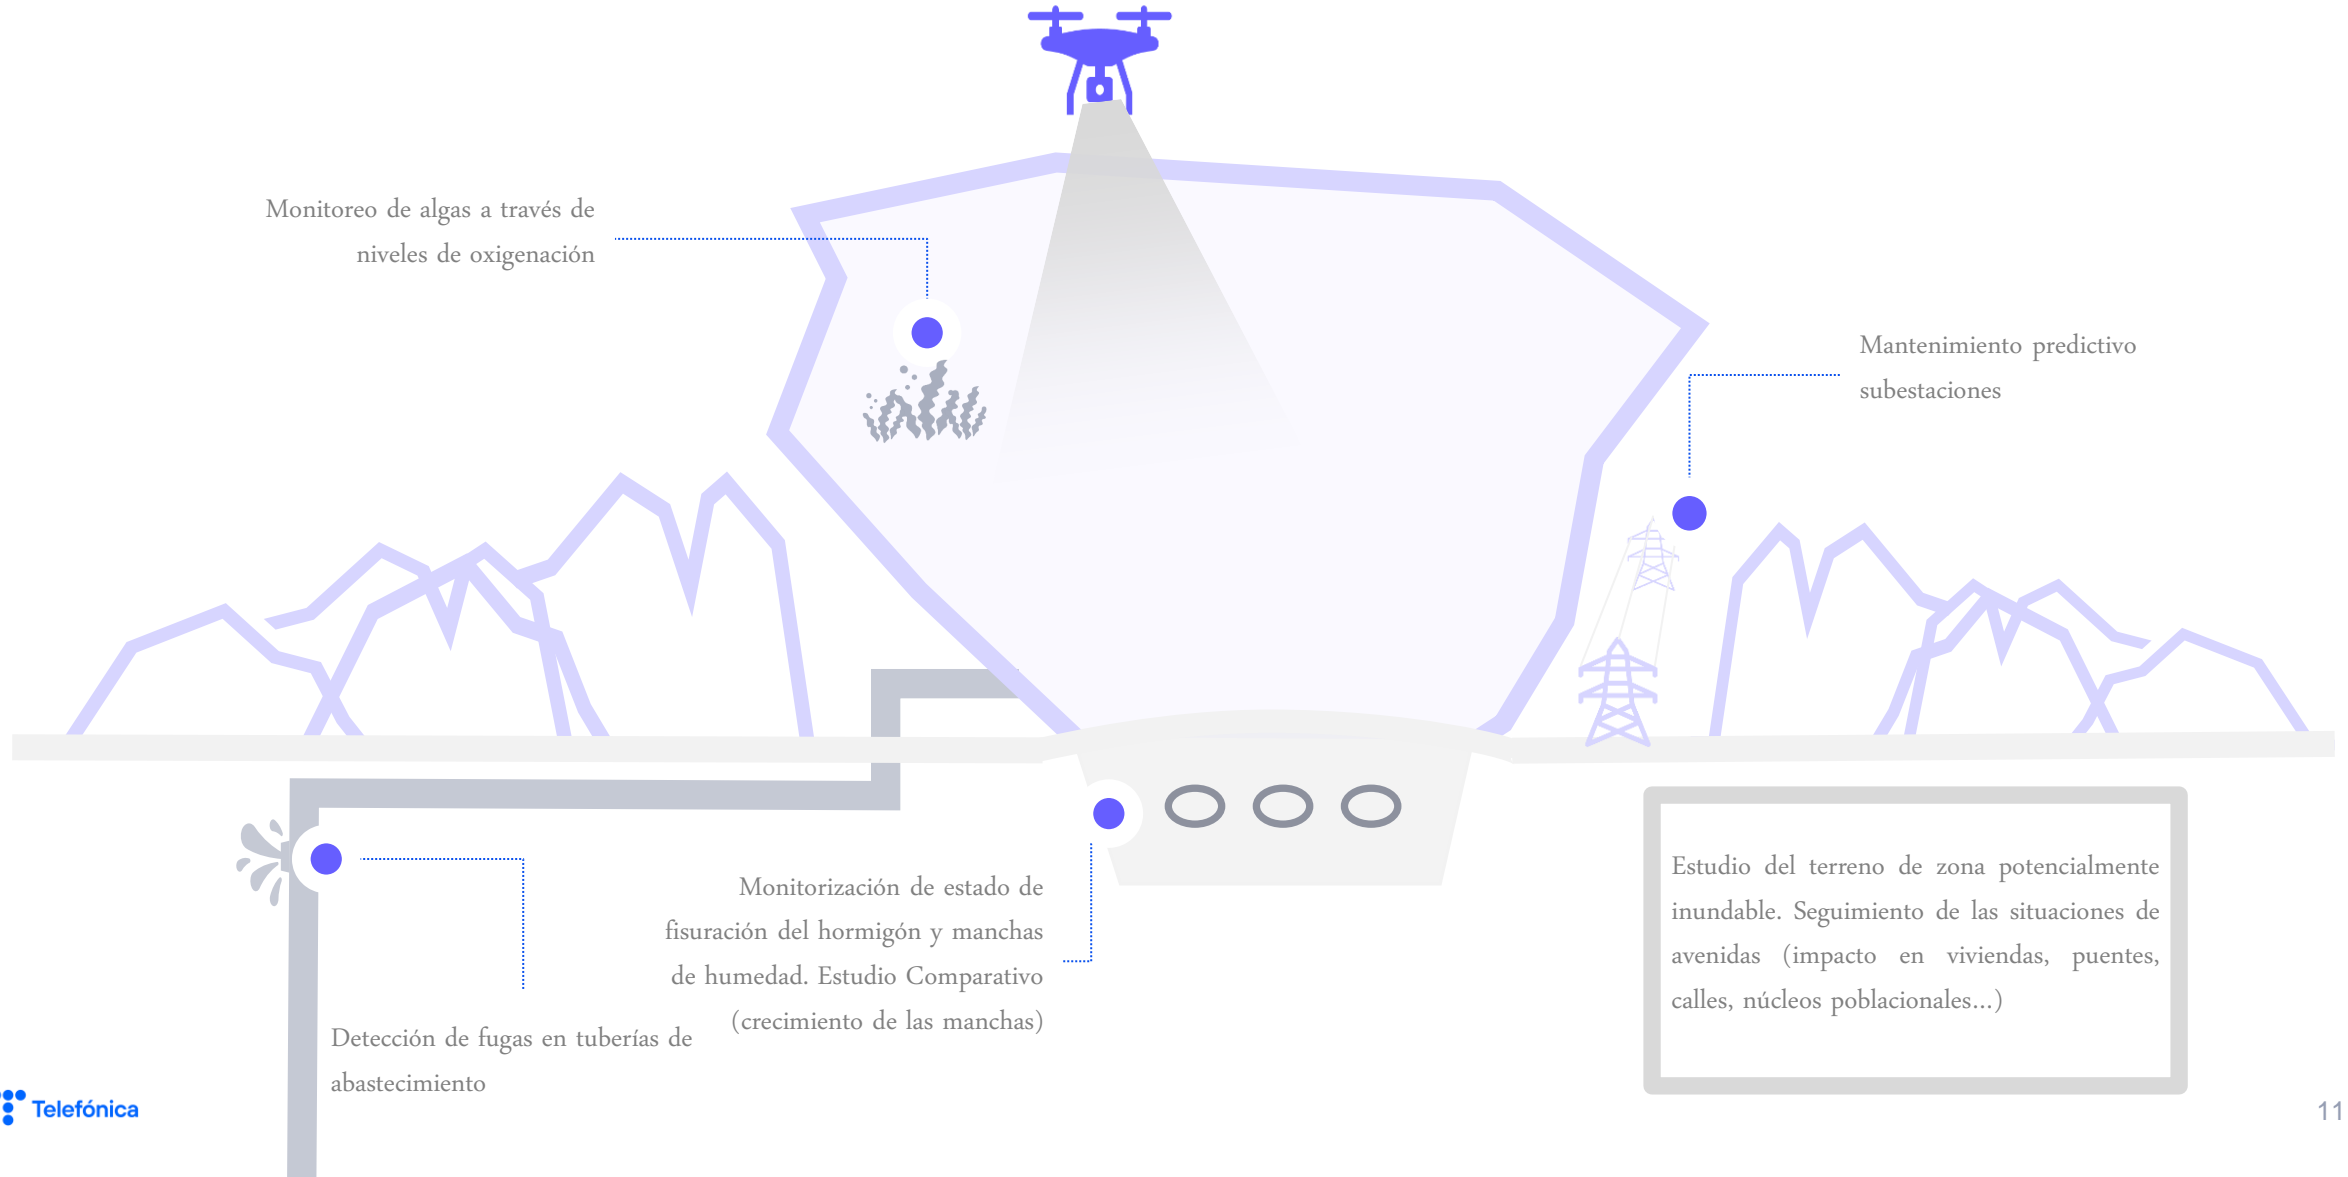 Monitoreo de algas a través de
niveles de oxigenación
Mantenimiento predictivo
subestaciones
Monitorización de estado de
fisuración del hormigón y manchas
de humedad. Estudio Comparativo
(crecimiento de las manchas)
Detección de fugas en tuberías de
abastecimiento
Estudio del terreno de zona potencialmente
inundable. Seguimiento de las situaciones de
avenidas (impacto en viviendas, puentes,
calles, núcleos poblacionales...)
Telefónica
11